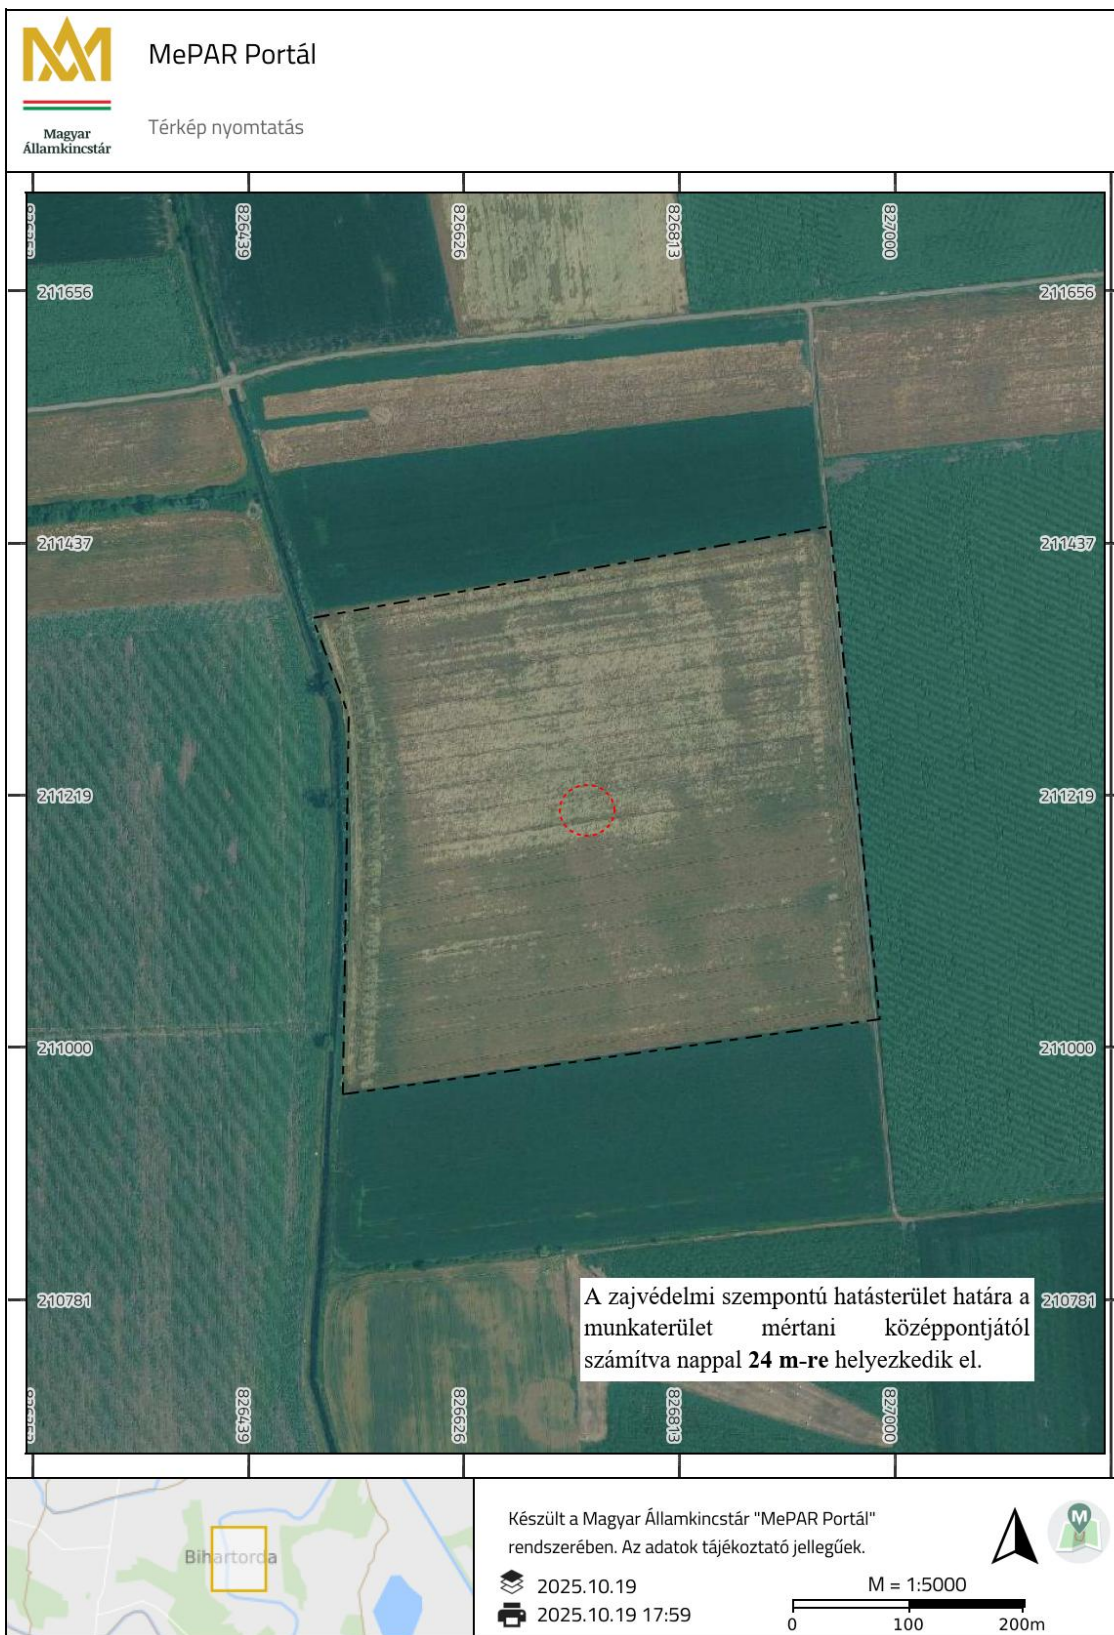 MePAR Portál
Térkép nyomtatás
Magyar
Államkincstár
826439
826626
826813
827000
211656
211656
211437
211437
211219
211219
211000
211000
210781
210781
A zajvédelmi szempontú hatásterület határa a
munkaterület mértani középpontjától
számítva nappal 24 m-re helyezkedik el.
826439
826626
826813
827000
Bihartorda
Készült a Magyar Államkincstár "MePAR Portál"
rendszerében. Az adatok tájékoztató jellegűek.
2025.10.19
2025.10.19 17:59
M
M = 1:5000
0 100 200m